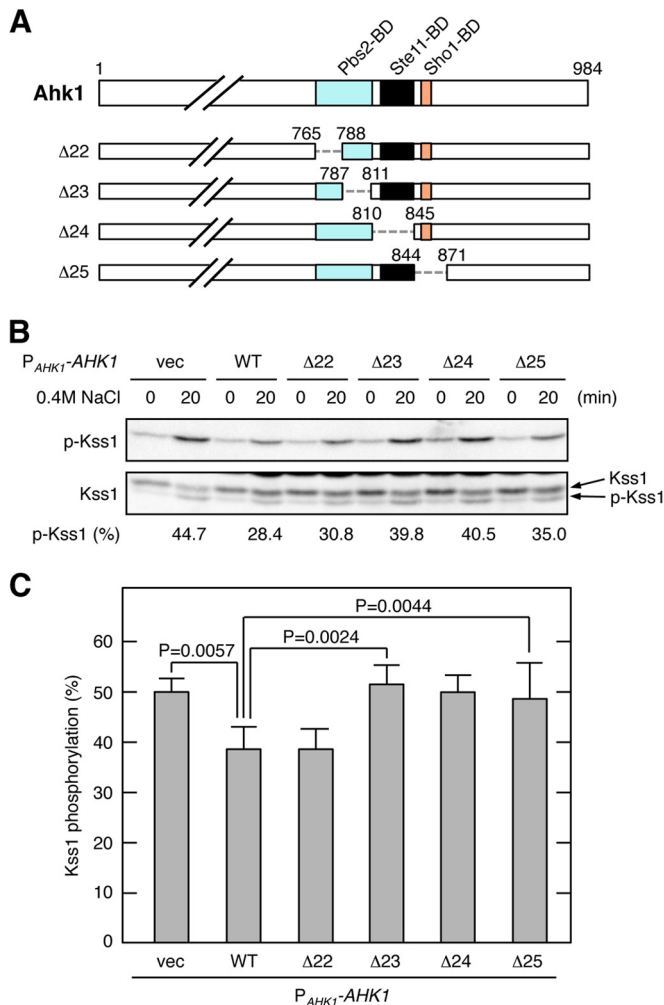 A
Pbs2-BD Ste11-BD Sho1-BD
1 984
Ahk1
765 788
Δ22
787 811
Δ23
810 845
Δ24
844 871
Δ25
B
P_AHK1-AHK1 vec WT Δ22 Δ23 Δ24 Δ25
0.4M NaCl 0 20 0 20 0 20 0 20 0 20 0 20 (min)
p-Kss1
Kss1 Kss1
p-Kss1
p-Kss1 (%) 44.7 28.4 30.8 39.8 40.5 35.0
C
P=0.0044
P=0.0057 P=0.0024
Kss1 phosphorylation (%)
60
50
40
30
20
10
0
vec WT Δ22 Δ23 Δ24 Δ25
P_AHK1-AHK1